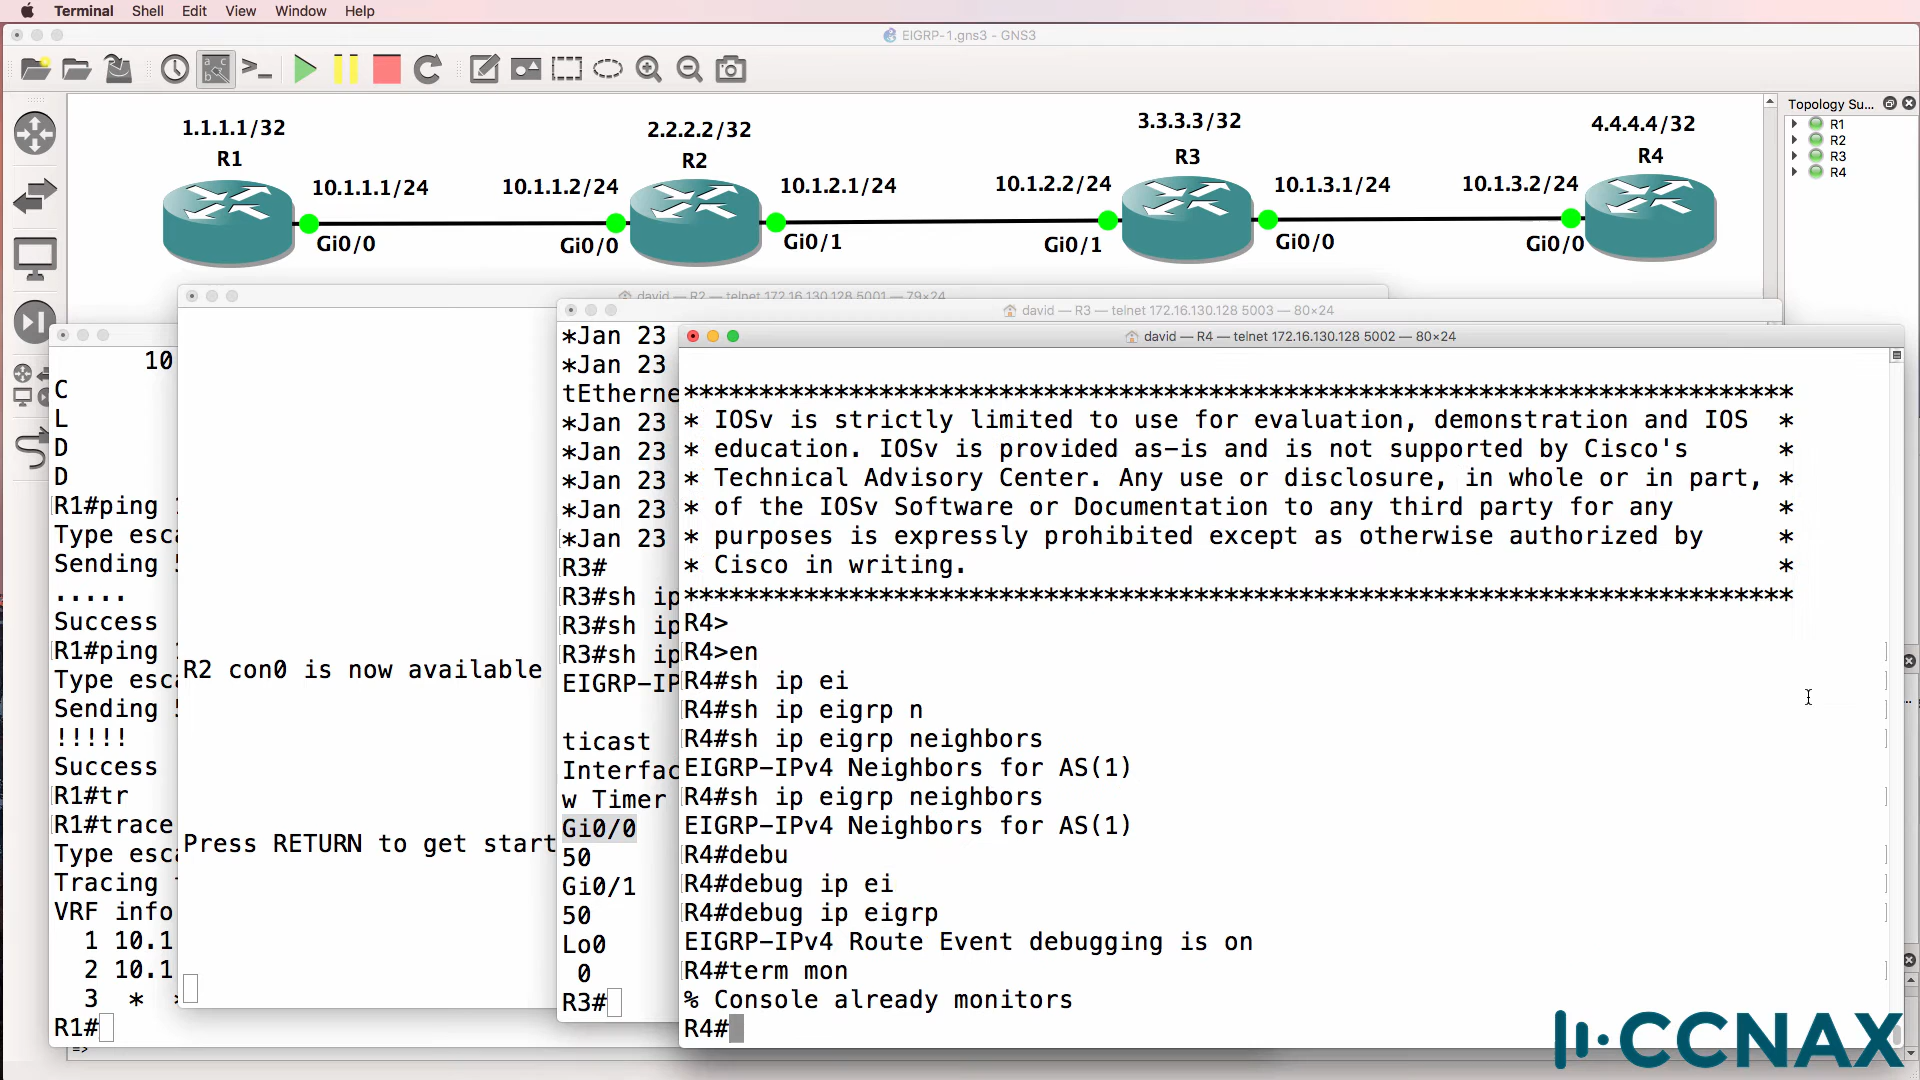 Terminal Shell Edit View Window Help
EIGRP-1.gns3 - GNS3
Topology Su...
R1
R2
R3
R4
1.1.1.1/32
R1
2.2.2.2/32
R2
3.3.3.3/32
R3
4.4.4.4/32
R4
10.1.1.1/24
10.1.1.2/24
10.1.2.1/24
10.1.2.2/24
10.1.3.1/24
10.1.3.2/24
Gi0/0
Gi0/0
Gi0/1
Gi0/1
Gi0/0
Gi0/0
david — R2 — telnet 172.16.130.128 5001 — 79×24
david — R3 — telnet 172.16.130.128 5003 — 80×24
david — R4 — telnet 172.16.130.128 5002 — 80×24
10
C
L
D
D
R1#ping
Type esca
Sending
.....
Success
R1#ping
Type esca
Sending
!!!!!
Success
R1#tr
R1#trace
Type esca
Tracing
VRF info
1 10.1
2 10.1
3 *
R1#
=>
R2 con0 is now available
Press RETURN to get start
*Jan 23
*Jan 23
tEtherne
*Jan 23
*Jan 23
*Jan 23
*Jan 23
*Jan 23
R3#
R3#sh ip
R3#sh ip
R3#sh ip
EIGRP-IP
ticast
Interfac
w Timer
Gi0/0
50
Gi0/1
50
Lo0
0
R3#
**************************************************************************
* IOSv is strictly limited to use for evaluation, demonstration and IOS *
* education. IOSv is provided as-is and is not supported by Cisco's *
* Technical Advisory Center. Any use or disclosure, in whole or in part, *
* of the IOSv Software or Documentation to any third party for any *
* purposes is expressly prohibited except as otherwise authorized by *
* Cisco in writing. *
**************************************************************************
R4>
R4>en
R4#sh ip ei
R4#sh ip eigrp n
R4#sh ip eigrp neighbors
EIGRP-IPv4 Neighbors for AS(1)
R4#sh ip eigrp neighbors
EIGRP-IPv4 Neighbors for AS(1)
R4#debu
R4#debug ip ei
R4#debug ip eigrp
EIGRP-IPv4 Route Event debugging is on
R4#term mon
% Console already monitors
R4#
CCNAX